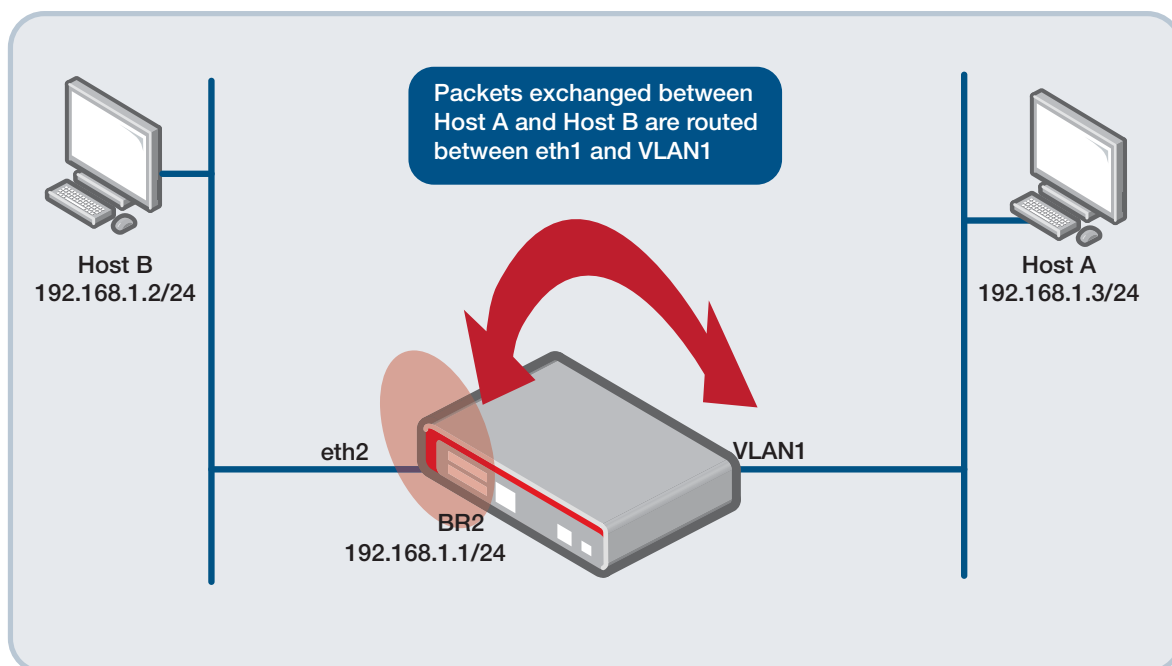 Packets exchanged between
Host A and Host B are routed
between eth1 and VLAN1
Host B
192.168.1.2/24
Host A
192.168.1.3/24
eth2
VLAN1
BR2
192.168.1.1/24